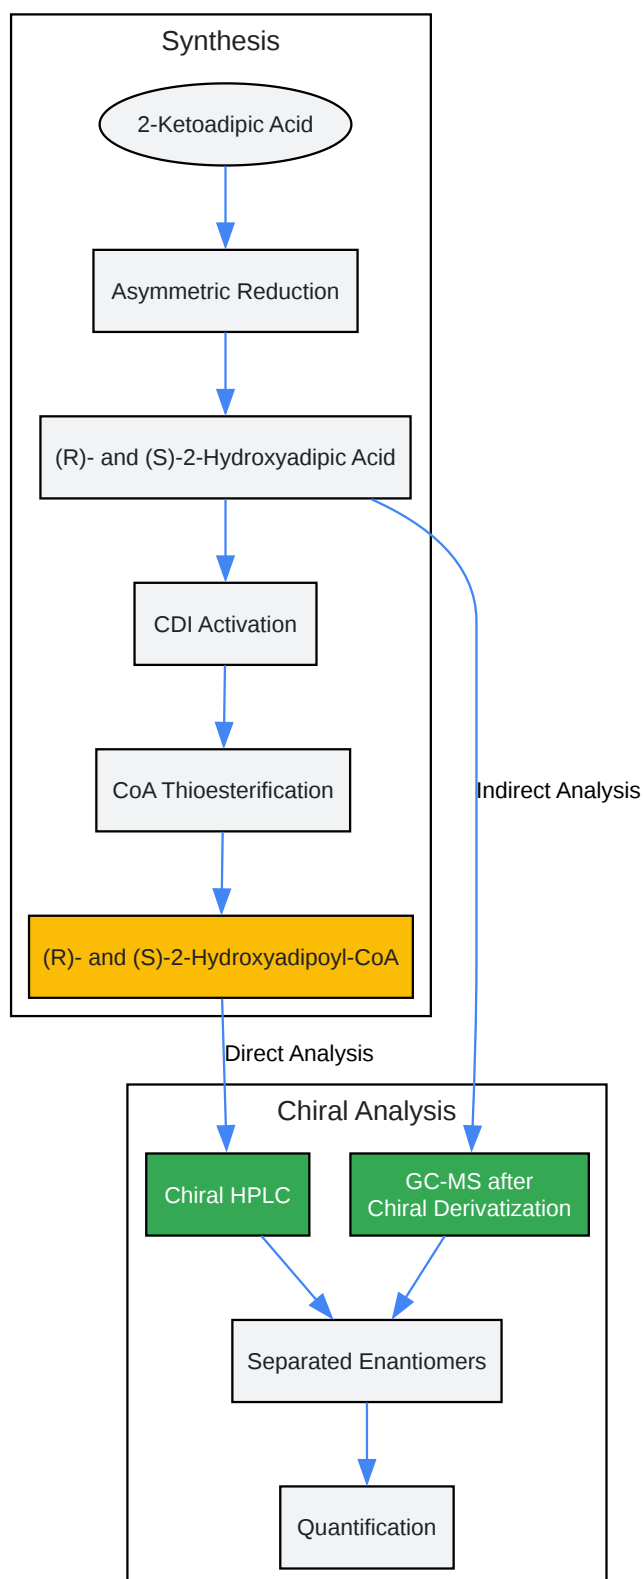 Synthesis
2-Ketoadipic Acid
Asymmetric Reduction
(R)- and (S)-2-Hydroxyadipic Acid
CDI Activation
CoA Thioesterification
Indirect Analysis
(R)- and (S)-2-Hydroxyadipoyl-CoA
Direct Analysis
Chiral Analysis
Chiral HPLC
GC-MS after
Chiral Derivatization
Separated Enantiomers
Quantification